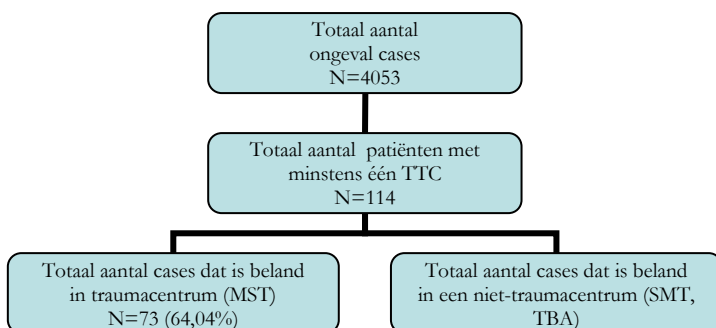 Totaal aantal
ongeval cases
N=4053
Totaal aantal patiënten met
minstens één TTC
N=114
Totaal aantal cases dat is beland
in traumacentrum (MST)
N=73 (64,04%)
Totaal aantal cases dat is beland
in een niet-traumacentrum (SMT,
TBA)